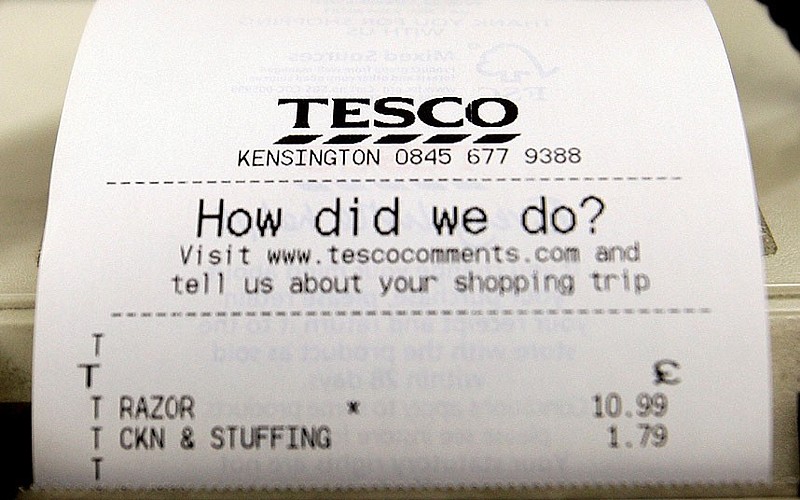 TESCO
KENSINGTON 0845 677 9388
How did we do?
Visit www.tescocomments.com and
tell us about your shopping trip
T
T £
T RAZOR * 10.99
T CKN & STUFFING 1.79
T